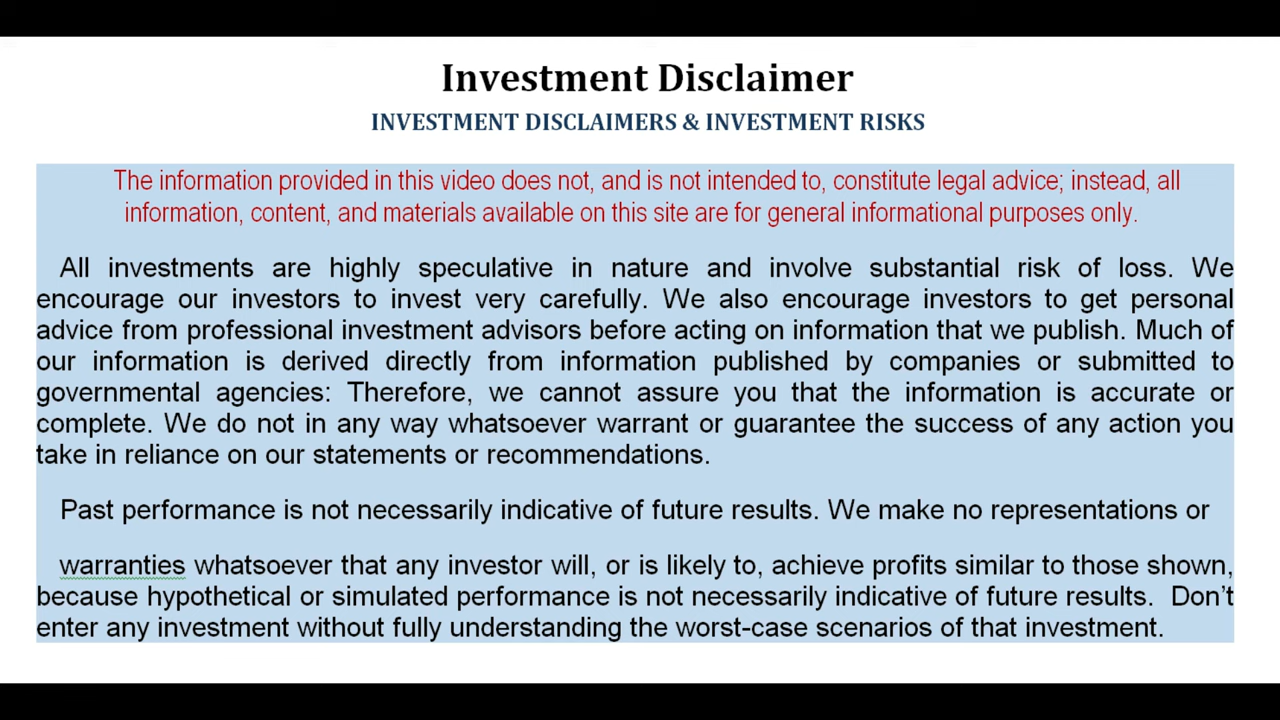 Investment Disclaimer
INVESTMENT DISCLAIMERS & INVESTMENT RISKS
The information provided in this video does not, and is not intended to, constitute legal advice; instead, all
information, content, and materials available on this site are for general informational purposes only.
All investments are highly speculative in nature and involve substantial risk of loss. We
encourage our investors to invest very carefully. We also encourage investors to get personal
advice from professional investment advisors before acting on information that we publish. Much of
our information is derived directly from information published by companies or submitted to
governmental agencies: Therefore, we cannot assure you that the information is accurate or
complete. We do not in any way whatsoever warrant or guarantee the success of any action you
take in reliance on our statements or recommendations.
Past performance is not necessarily indicative of future results. We make no representations or
warranties whatsoever that any investor will, or is likely to, achieve profits similar to those shown,
because hypothetical or simulated performance is not necessarily indicative of future results.  Don’t
enter any investment without fully understanding the worst-case scenarios of that investment.